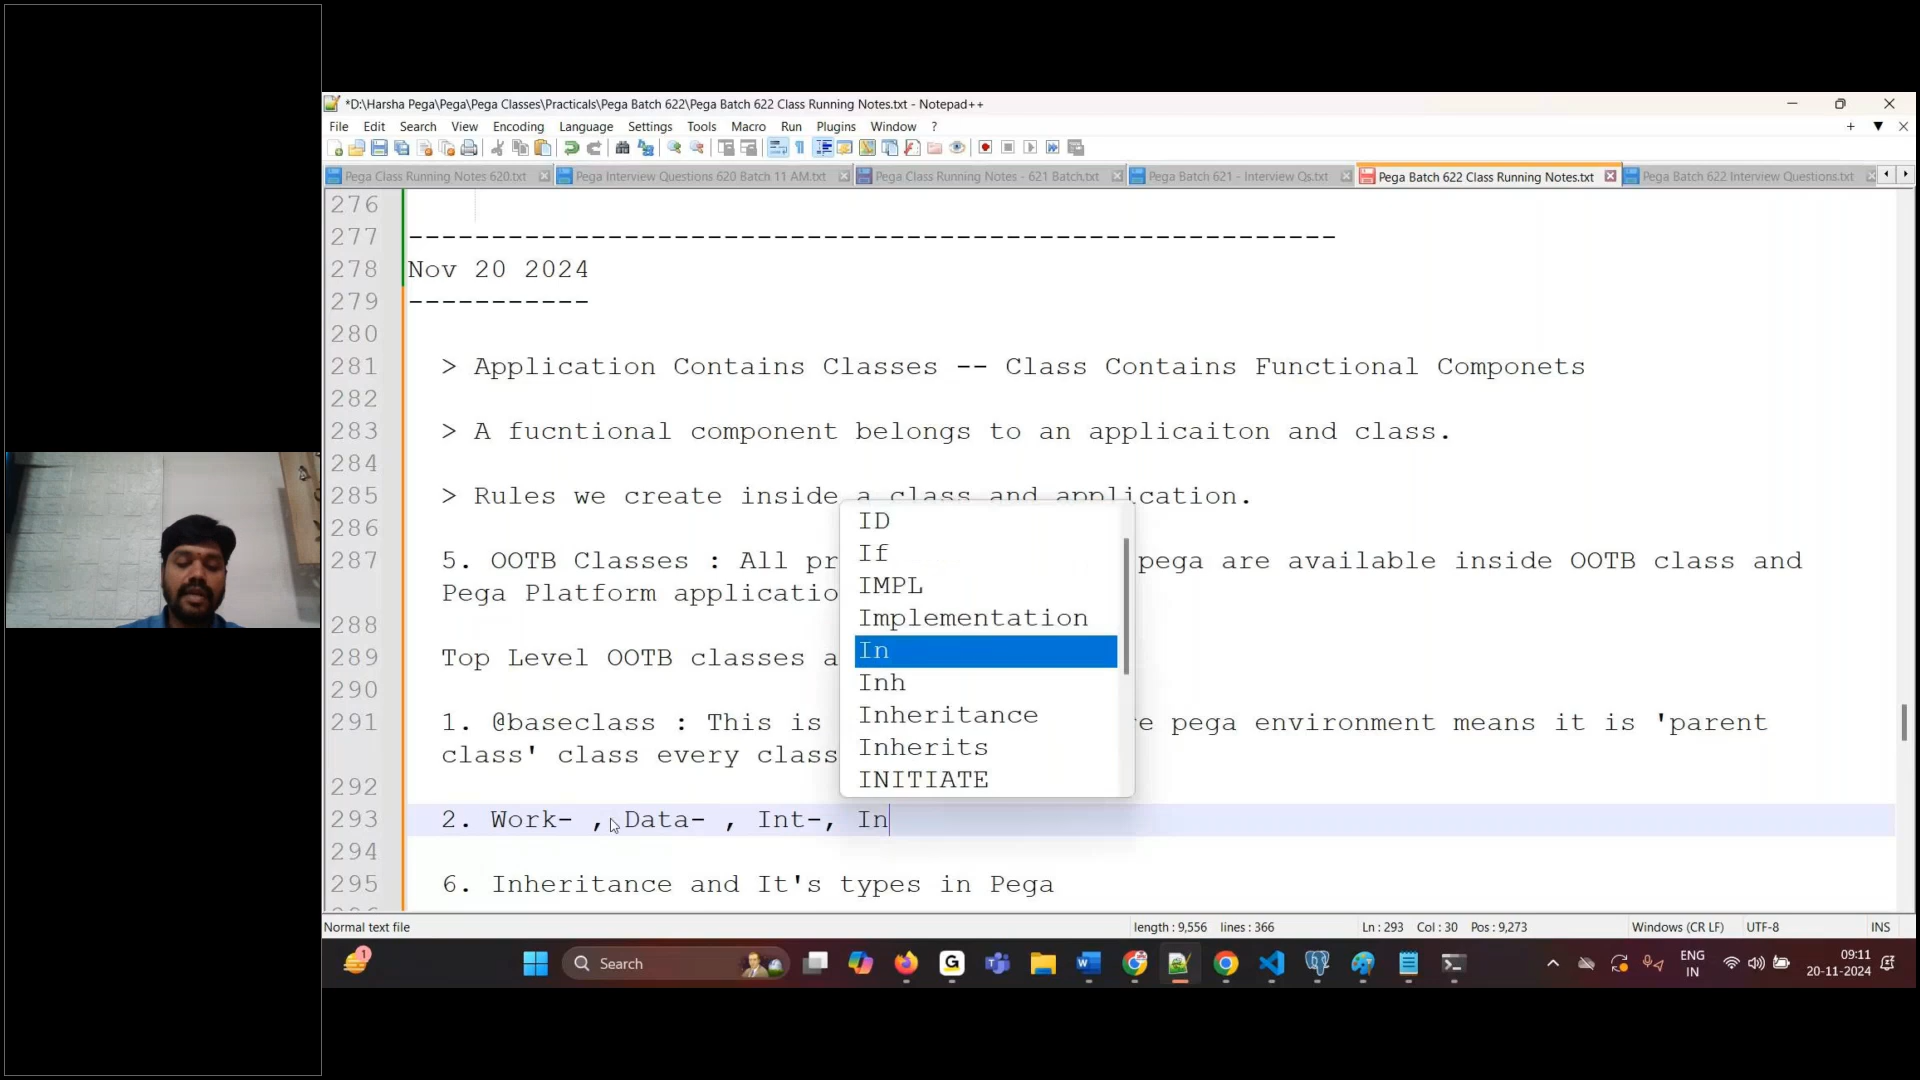 *D:\Harsha Pega\Pega\Pega Classes\Practicals\Pega Batch 622\Pega Batch 622 Class Running Notes.txt - Notepad++
File Edit Search View Encoding Language Settings Tools Macro Run Plugins Window ?
Pega Class Running Notes 620.txt Pega Interview Questions 620 Batch 11 AM.txt Pega Class Running Notes - 621 Batch.txt Pega Batch 621 - Interview Qs.txt Pega Batch 622 Class Running Notes.txt Pega Batch 622 Interview Questions.txt
276
277 --------------------------------------------------------
278 Nov 20 2024
279 -----------
280
281 > Application Contains Classes -- Class Contains Functional Componets
282
283 > A fucntional component belongs to an applicaiton and class.
284
285 > Rules we create inside a class and application.
286
287 5. OOTB Classes : All pr pega are available inside OOTB class and
Pega Platform applicatio
288
289 Top Level OOTB classes a
290
291 1. @baseclass : This is e pega environment means it is 'parent
class' class every class
292
293 2. Work- , Data- , Int-, In
294
295 6. Inheritance and It's types in Pega
ID
If
IMPL
Implementation
In
Inh
Inheritance
Inherits
INITIATE
Normal text file length : 9,556 lines : 366 Ln : 293 Col : 30 Pos : 9,273 Windows (CR LF) UTF-8 INS
1 Search ENG IN 09:11 20-11-2024